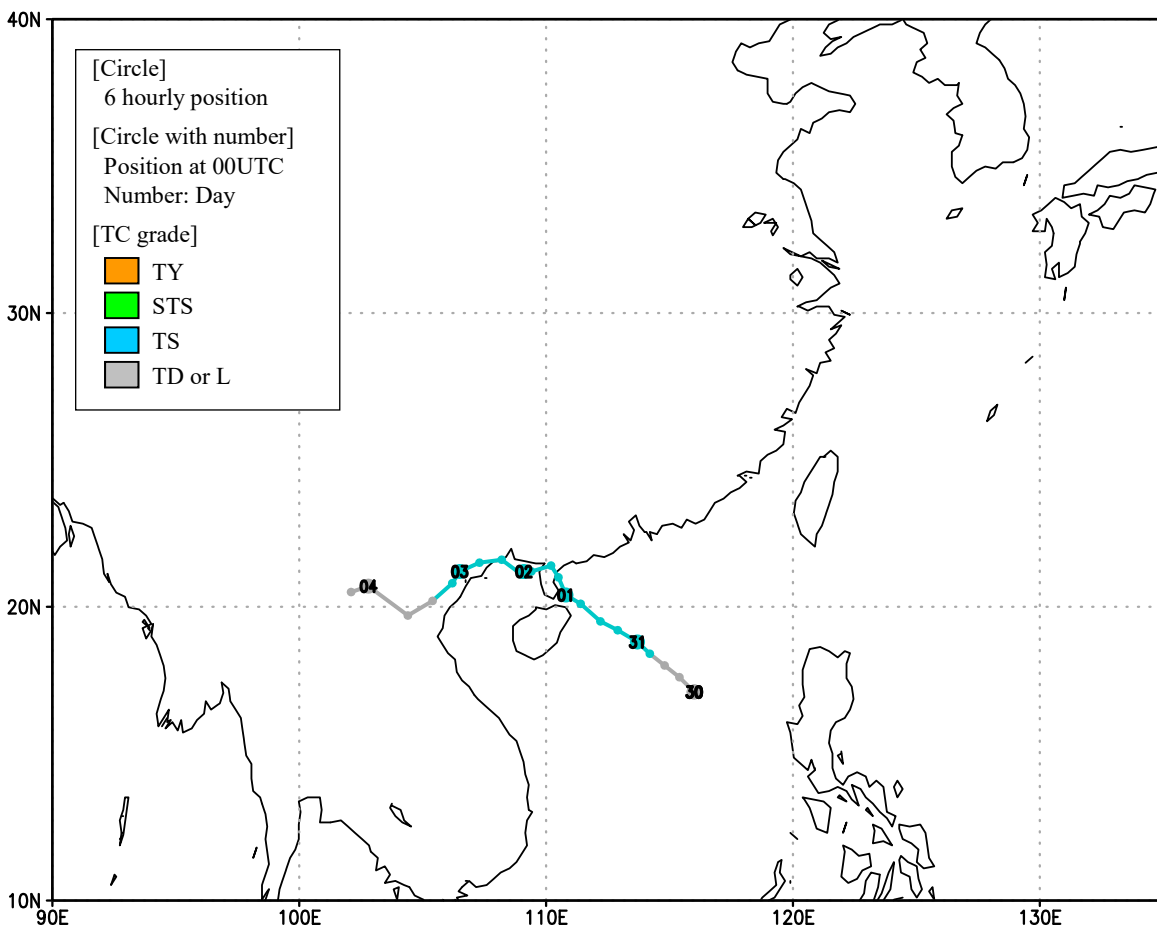 40N
[Circle]
6 hourly position
[Circle with number]
Position at 00UTC
Number: Day
[TC grade]
TY
STS
TS
TD or L
30N
03
02
04
01
20N
31
30
10N
90E 100E 110E 120E 130E